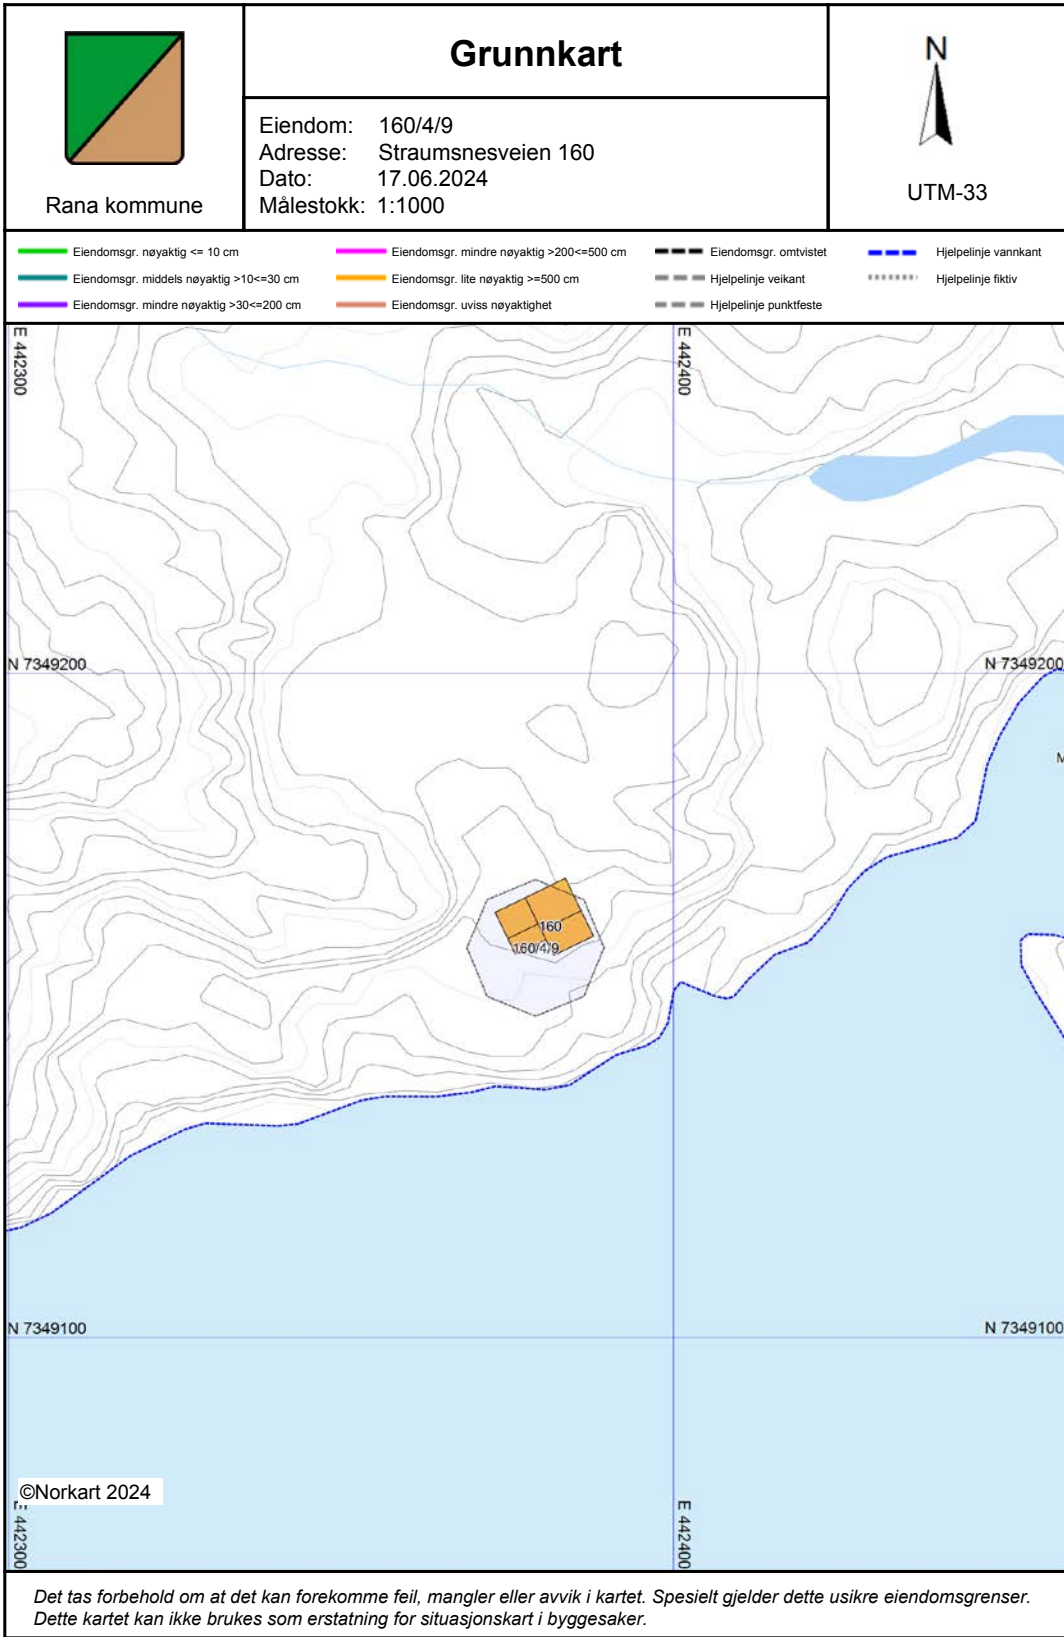 Rana kommune
Grunnkart
Eiendom: 160/4/9
Adresse: Straumsnesveien 160
Dato: 17.06.2024
Målestokk: 1:1000
N
UTM-33
Eiendomsgr. nøyaktig <= 10 cm
Eiendomsgr. middels nøyaktig >10<=30 cm
Eiendomsgr. mindre nøyaktig >30<=200 cm
Eiendomsgr. mindre nøyaktig >200<=500 cm
Eiendomsgr. lite nøyaktig >=500 cm
Eiendomsgr. uviss nøyaktighet
Eiendomsgr. omtvistet
Hjelpelinje veikant
Hjelpelinje punktfeste
Hjelpelinje vannkant
Hjelpelinje fiktiv
E 442300
E 442400
N 7349200
N 7349200
M
160
160/4/9
N 7349100
N 7349100
©Norkart 2024
E 442300
E 442400
Det tas forbehold om at det kan forekomme feil, mangler eller avvik i kartet. Spesielt gjelder dette usikre eiendomsgrenser.
Dette kartet kan ikke brukes som erstatning for situasjonskart i byggesaker.